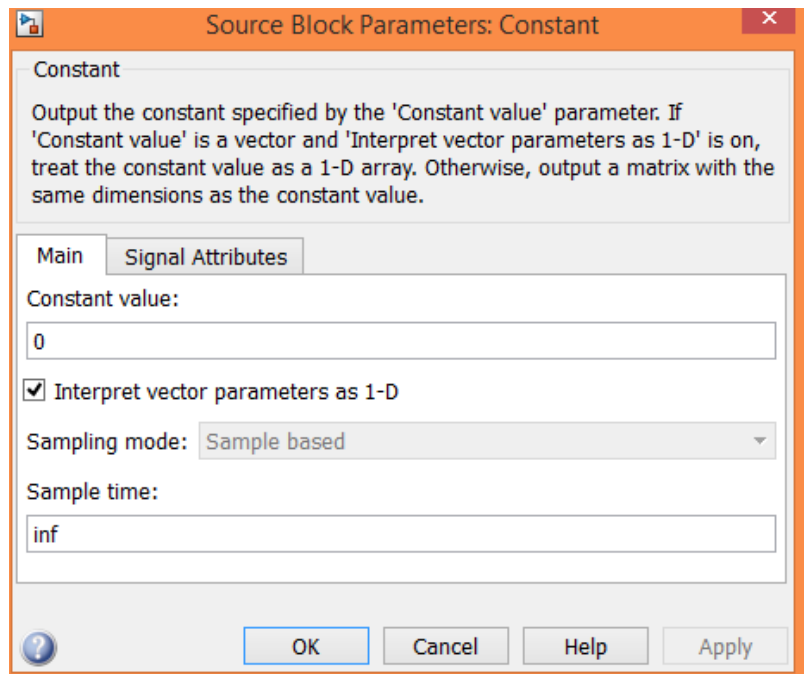 Source Block Parameters: Constant
Constant
Output the constant specified by the 'Constant value' parameter. If
'Constant value' is a vector and 'Interpret vector parameters as 1-D' is on,
treat the constant value as a 1-D array. Otherwise, output a matrix with the
same dimensions as the constant value.
Main Signal Attributes
Constant value:
0
Interpret vector parameters as 1-D
Sampling mode: Sample based
Sample time:
inf
OK Cancel Help Apply